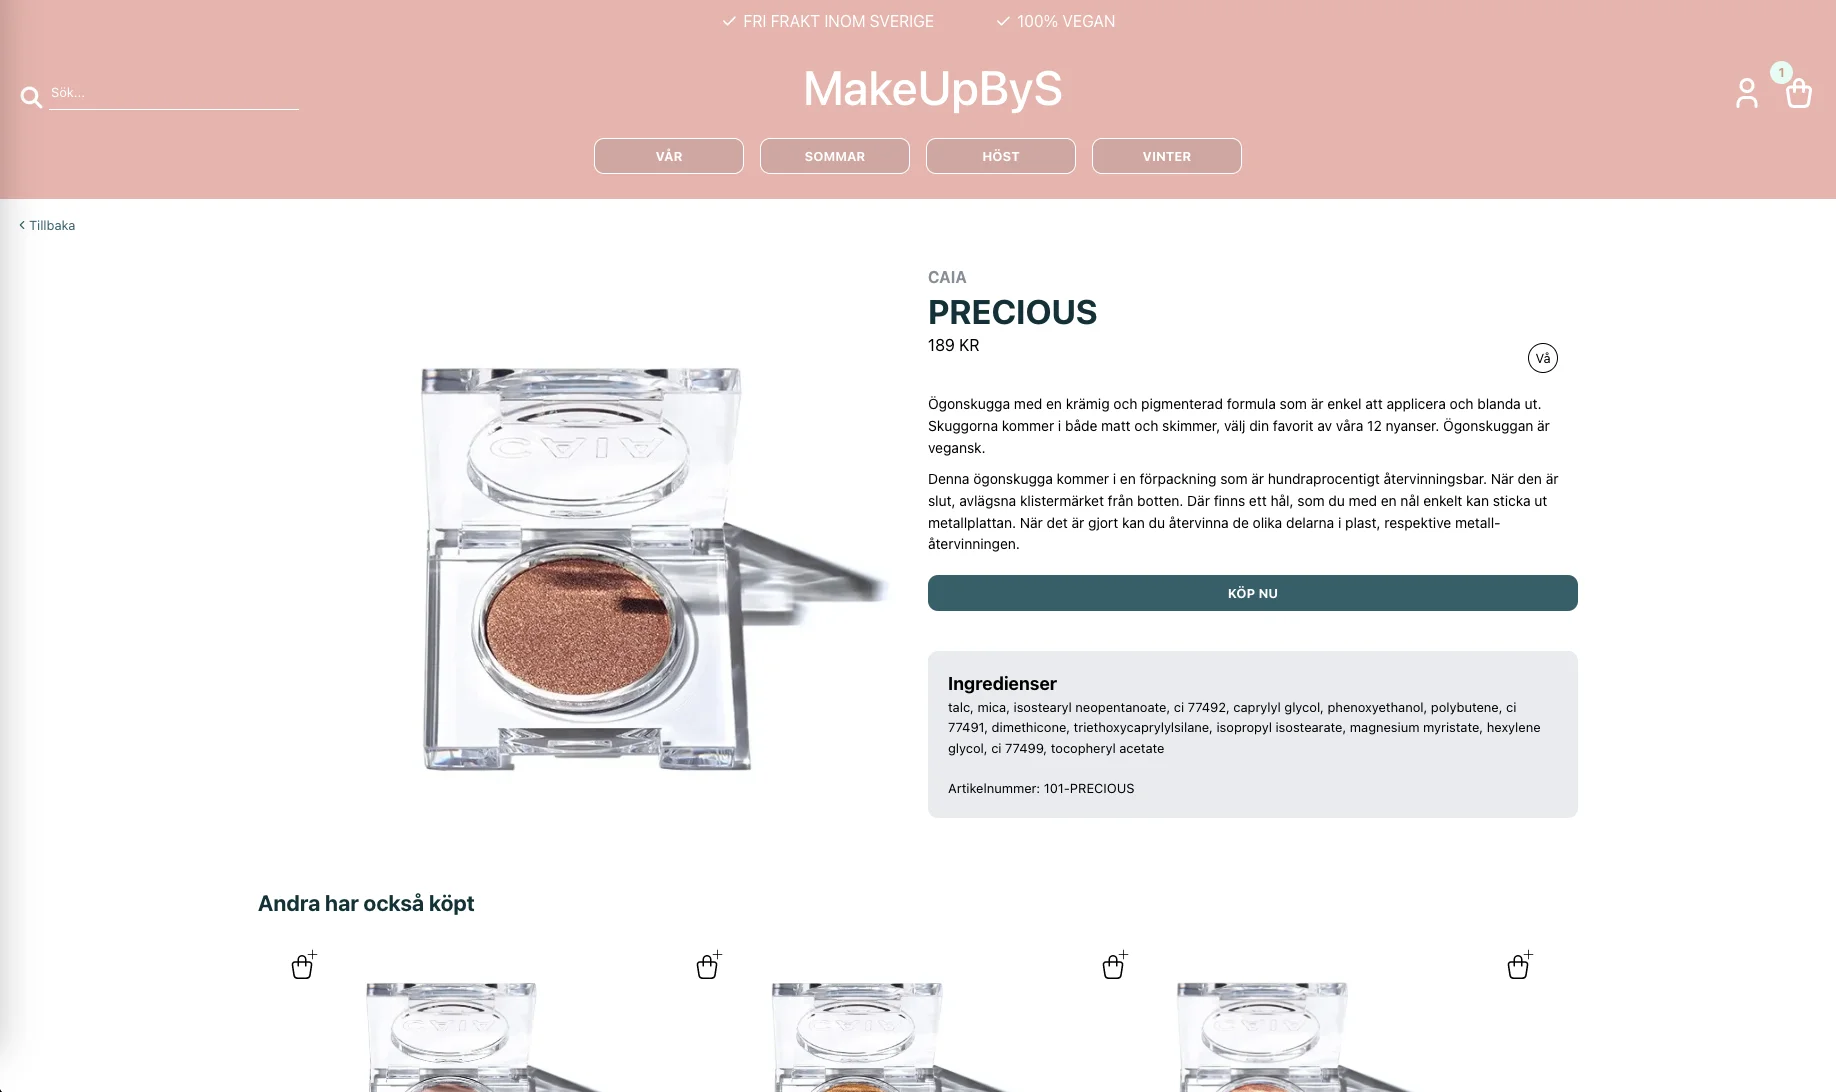 FRI FRAKT INOM SVERIGE
100% VEGAN
Sök...
MakeUpByS
1
VÅR
SOMMAR
HÖST
VINTER
Tillbaka
CAIA
PRECIOUS
189 KR
Vå
Ögonskugga med en krämig och pigmenterad formula som är enkel att applicera och blanda ut.
Skuggorna kommer i både matt och skimmer, välj din favorit av våra 12 nyanser. Ögonskuggan är
vegansk.
Denna ögonskugga kommer i en förpackning som är hundraprocentigt återvinningsbar. När den är
slut, avlägsna klistermärket från botten. Där finns ett hål, som du med en nål enkelt kan sticka ut
metallplattan. När det är gjort kan du återvinna de olika delarna i plast, respektive metall-
återvinningen.
KÖP NU
CAIA
Ingredienser
talc, mica, isostearyl neopentanoate, ci 77492, caprylyl glycol, phenoxyethanol, polybutene, ci
77491, dimethicone, triethoxycaprylylsilane, isopropyl isostearate, magnesium myristate, hexylene
glycol, ci 77499, tocopheryl acetate
Artikelnummer: 101-PRECIOUS
Andra har också köpt
CAIA
CAIA
CAIA